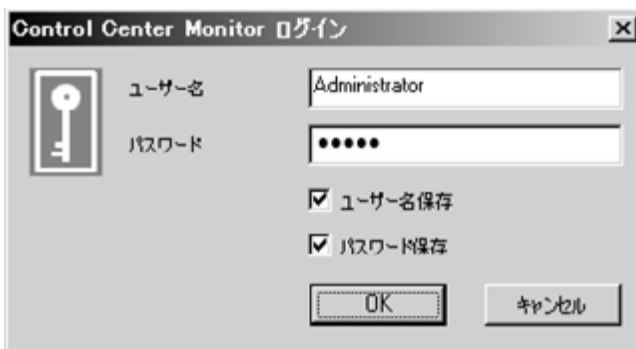 Control Center Monitor ログイン
ユーザー名
Administrator
パスワード
●●●●●
ユーザー名保存
パスワード保存
OK
キャンセル